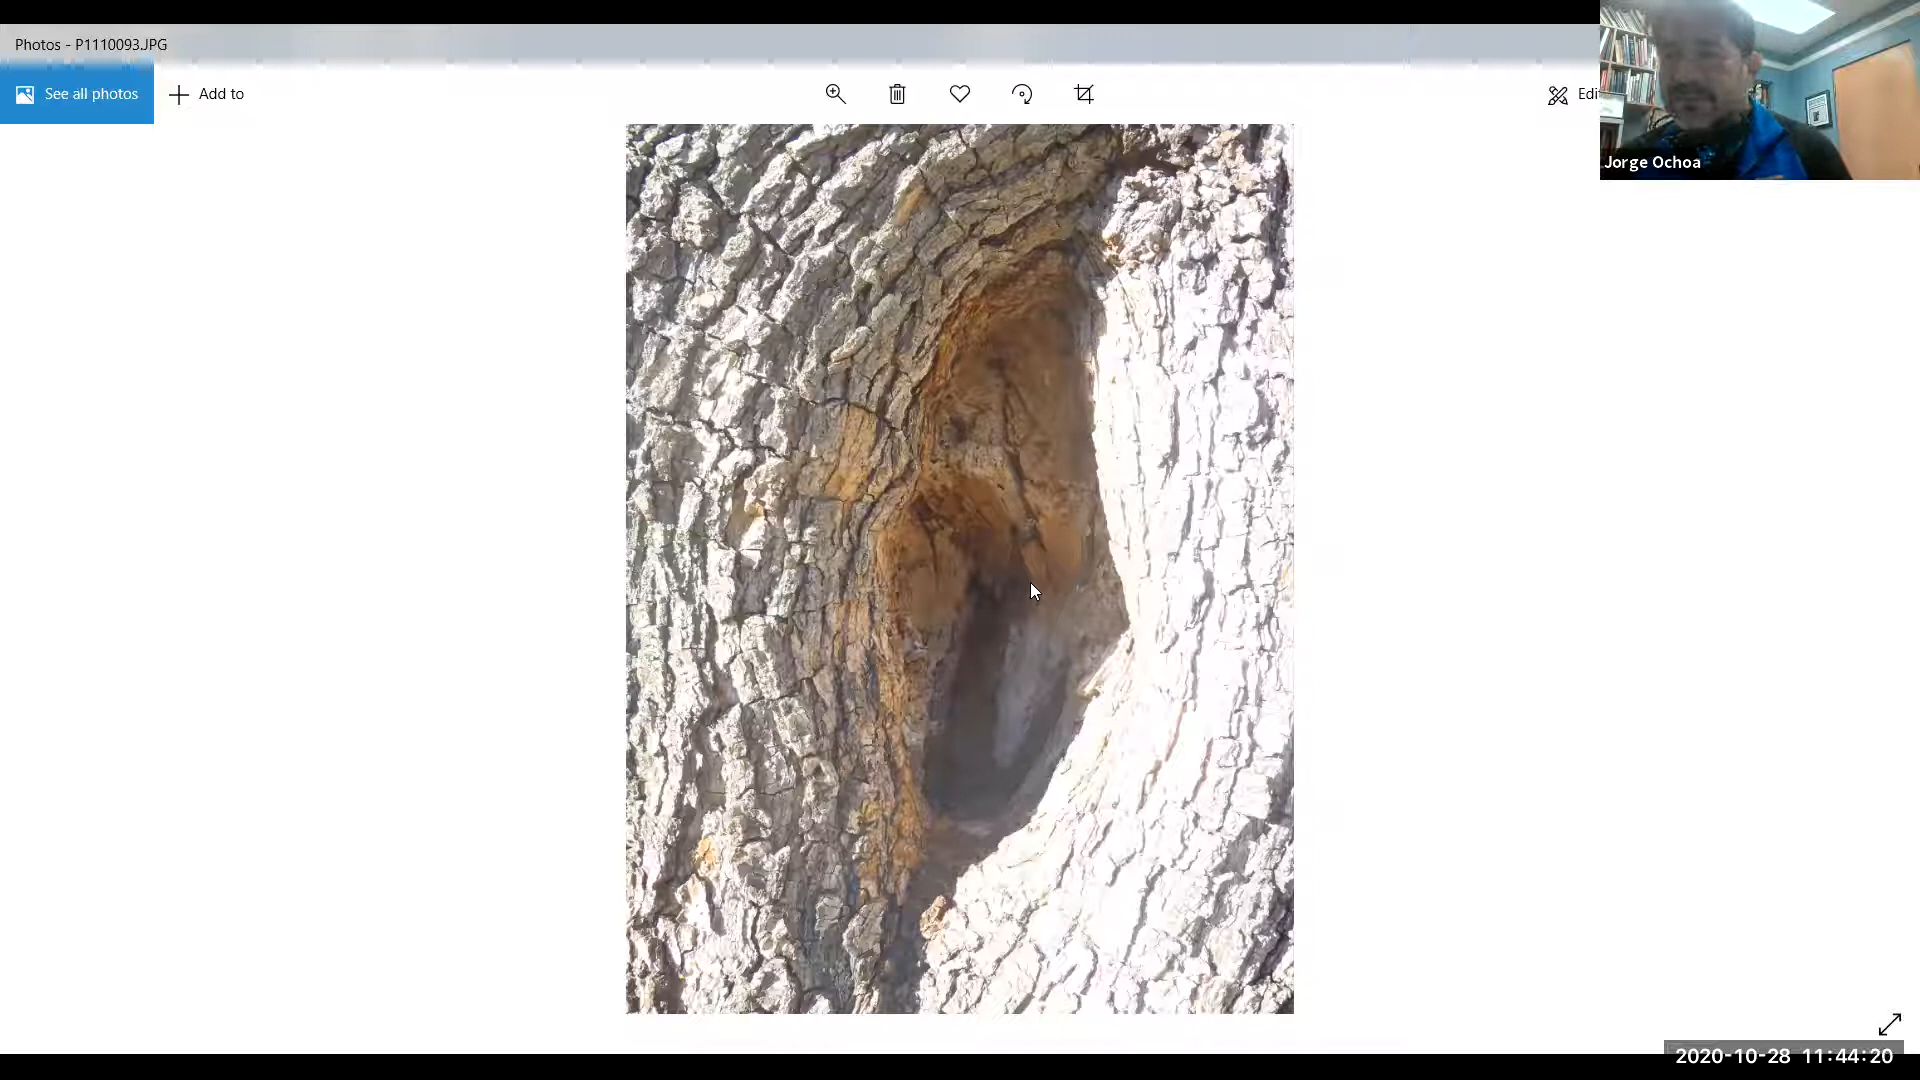 Photos - P1110093.JPG
See all photos
Add to
Edi
Jorge Ochoa
2020-10-28 11:44:20